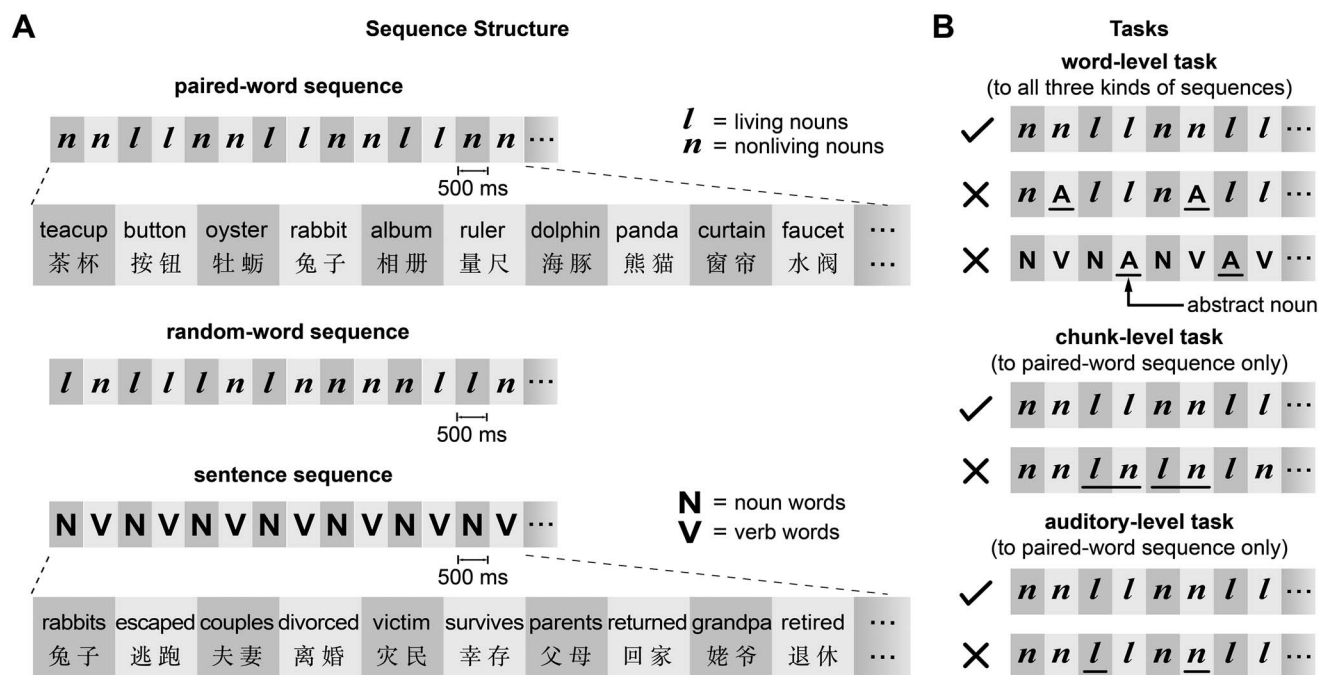 A
Sequence Structure
paired-word sequence
n n l l n n l l n n l l n n ···
l = living nouns
n = nonliving nouns
500 ms
teacup button oyster rabbit album ruler dolphin panda curtain faucet ···
茶杯 按钮 牡蛎 兔子 相册 量尺 海豚 熊猫 窗帘 水阀 ···
random-word sequence
l n l l l n l n n n n l l n ···
500 ms
sentence sequence
N V N V N V N V N V N V N V ···
N = noun words
V = verb words
500 ms
rabbits escaped couples divorced victim survives parents returned grandpa retired ···
兔子 逃跑 夫妻 离婚 灾民 幸存 父母 回家 姥爷 退休 ···
B
Tasks
word-level task
(to all three kinds of sequences)
n n l l n n l l ···
n A l l n A l l ···
N V N A N V A V ···
abstract noun
chunk-level task
(to paired-word sequence only)
n n l l n n l l ···
n n l n l n l n ···
auditory-level task
(to paired-word sequence only)
n n l l n n l l ···
n n l l n n l l ···